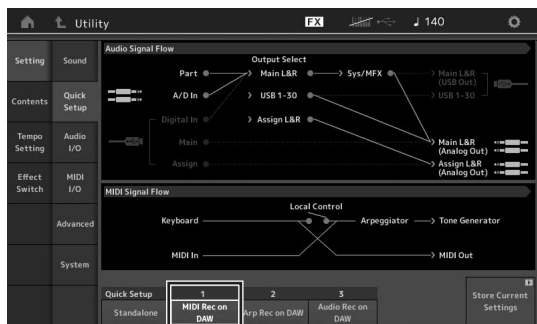 Utility
FX
140
Setting
Sound
Contents
Quick
Setup
Tempo
Setting
Audio
I/O
Effect
Switch
MIDI
I/O
Advanced
System
Audio Signal Flow
Output Select
Part
Main L&R
Sys/MFX
Main L&R
(USB Out)
A/D In
USB 1-30
USB 1-30
Digital In
Assign L&R
Main
Main L&R
(Analog Out)
Assign
Assign L&R
(Analog Out)
MIDI Signal Flow
Local Control
Keyboard
Arpeggiator
Tone Generator
MIDI In
MIDI Out
Quick Setup
1
2
3
Standalone
MIDI Rec on
DAW
Arp Rec on DAW
Audio Rec on
DAW
Store Current
Settings